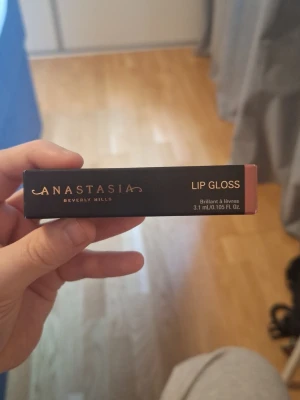 ANASTASIA
BEVERLY HILLS
LIP GLOSS
Brillant à lèvres
3.1 mL/0.105 Fl. Oz.